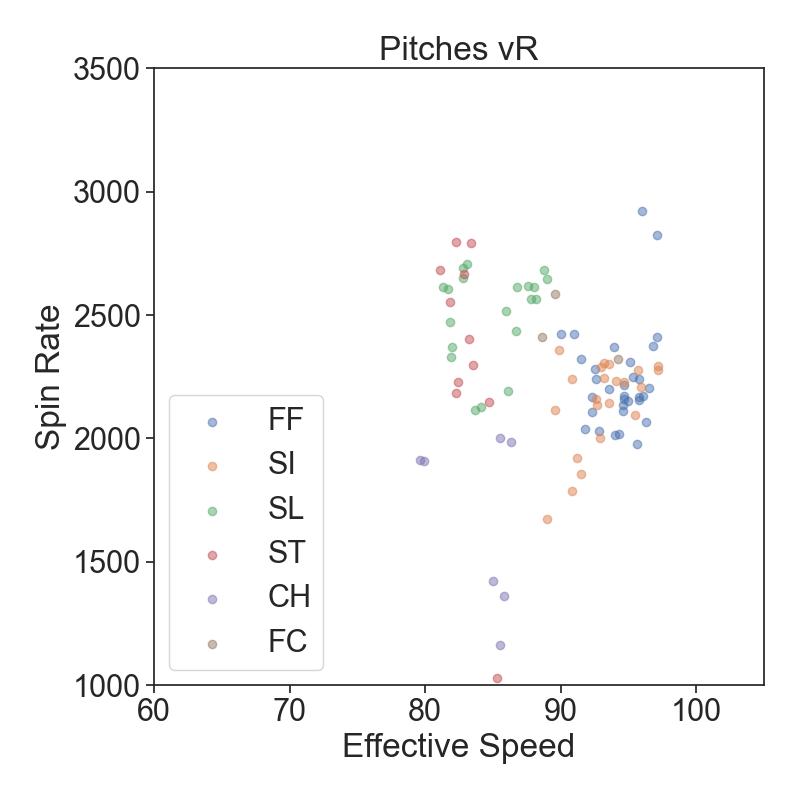 Pitches vR
3500
3000
2500
2000
1500
1000
Spin Rate
FF
SI
SL
ST
CH
FC
60 70 80 90 100
Effective Speed